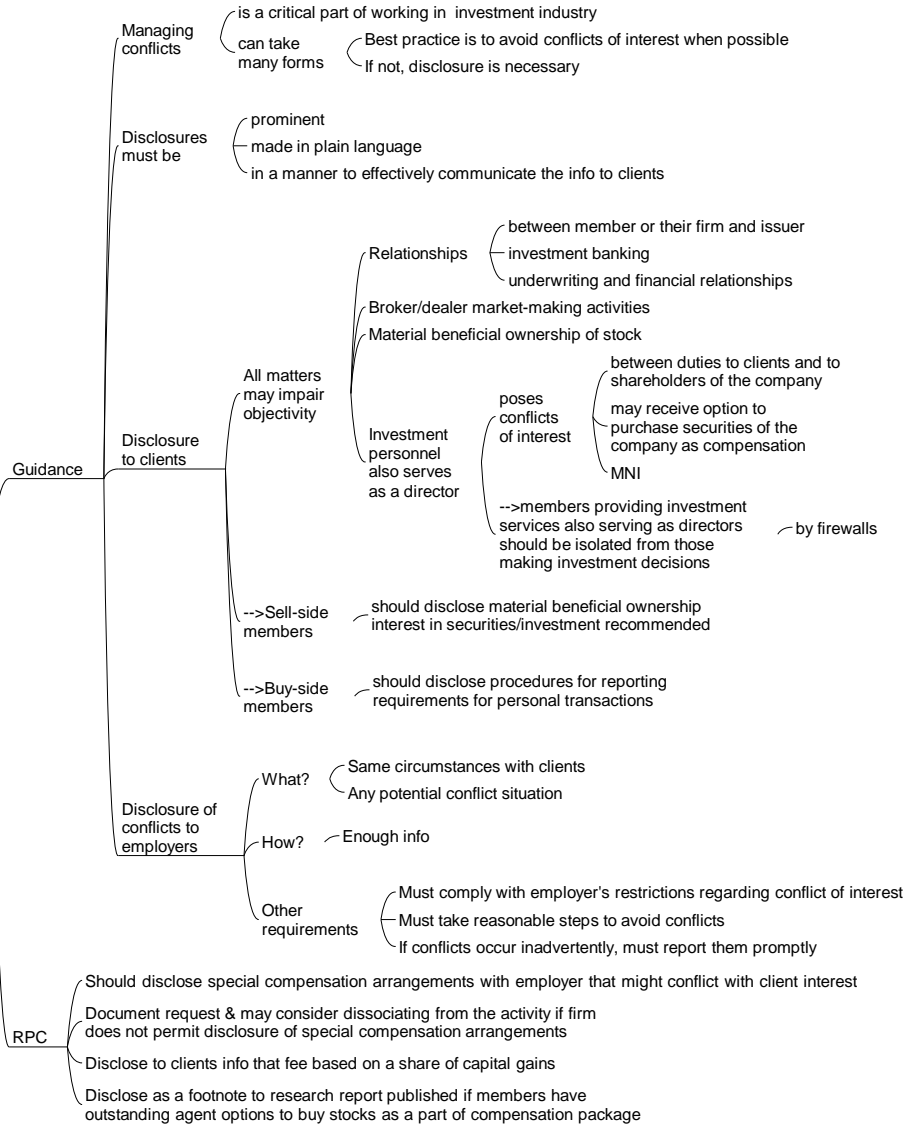 Guidance
Managing
conflicts
is a critical part of working in investment industry
can take
many forms
Best practice is to avoid conflicts of interest when possible
If not, disclosure is necessary
Disclosures
must be
prominent
made in plain language
in a manner to effectively communicate the info to clients
Disclosure
to clients
All matters
may impair
objectivity
Relationships
between member or their firm and issuer
investment banking
underwriting and financial relationships
Broker/dealer market-making activities
Material beneficial ownership of stock
Investment
personnel
also serves
as a director
poses
conflicts
of interest
between duties to clients and to
shareholders of the company
may receive option to
purchase securities of the
company as compensation
MNI
-->members providing investment
services also serving as directors
should be isolated from those
making investment decisions
by firewalls
-->Sell-side
members
should disclose material beneficial ownership
interest in securities/investment recommended
-->Buy-side
members
should disclose procedures for reporting
requirements for personal transactions
Disclosure of
conflicts to
employers
What?
Same circumstances with clients
Any potential conflict situation
How?
Enough info
Other
requirements
Must comply with employer's restrictions regarding conflict of interest
Must take reasonable steps to avoid conflicts
If conflicts occur inadvertently, must report them promptly
RPC
Should disclose special compensation arrangements with employer that might conflict with client interest
Document request & may consider dissociating from the activity if firm
does not permit disclosure of special compensation arrangements
Disclose to clients info that fee based on a share of capital gains
Disclose as a footnote to research report published if members have
outstanding agent options to buy stocks as a part of compensation package